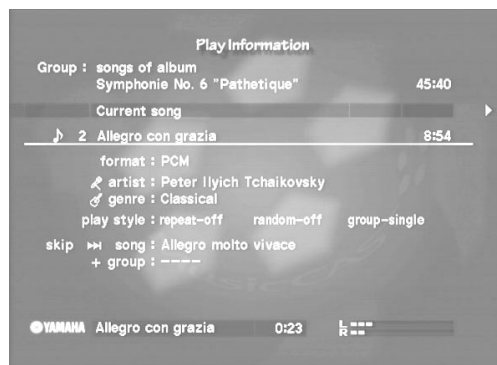 Play Information
Group : songs of album
Symphonie No. 6 "Pathetique" 45:40
Current song
2 Allegro con grazia 8:54
format : PCM
artist : Peter Ilyich Tchaikovsky
genre : Classical
play style : repeat-off random-off group-single
skip song : Allegro molto vivace
+ group : ----
YAMAHA Allegro con grazia 0:23 L
R